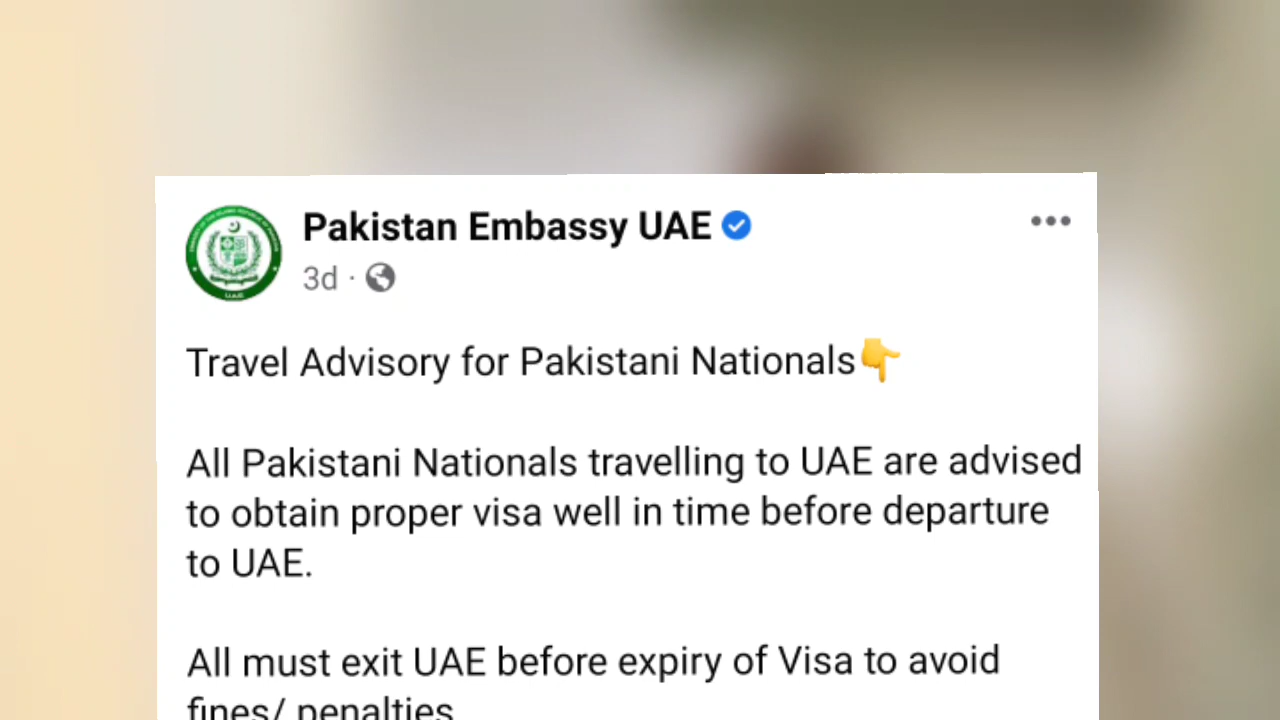 Pakistan Embassy UAE
3d ·
Travel Advisory for Pakistani Nationals👇
All Pakistani Nationals travelling to UAE are advised
to obtain proper visa well in time before departure
to UAE.
All must exit UAE before expiry of Visa to avoid
fines/ penalties